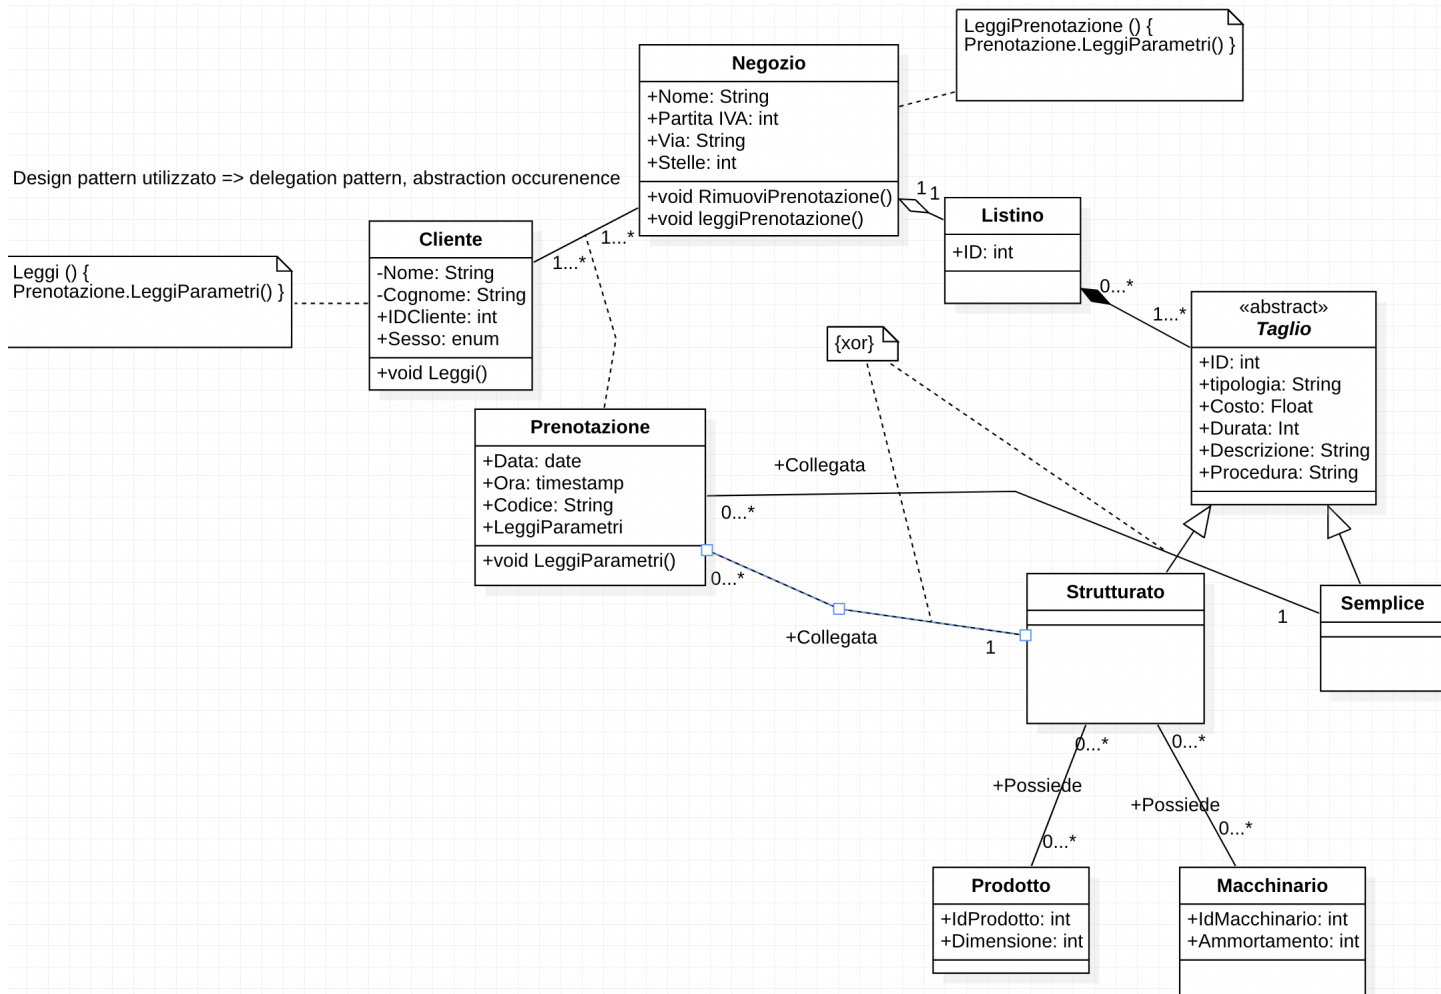 LeggiPrenotazione () {
Prenotazione.LeggiParametri() }
Negozio
+Nome: String
+Partita IVA: int
+Via: String
+Stelle: int
+void RimuoviPrenotazione()
+void leggiPrenotazione()
Design pattern utilizzato => delegation pattern, abstraction occurenence
1
1
Listino
+ID: int
Cliente
-Nome: String
-Cognome: String
+IDCliente: int
+Sesso: enum
+void Leggi()
1...*
1...*
Leggi () {
Prenotazione.LeggiParametri() }
0...*
1...*
«abstract»
Taglio
+ID: int
+tipologia: String
+Costo: Float
+Durata: Int
+Descrizione: String
+Procedura: String
{xor}
Prenotazione
+Data: date
+Ora: timestamp
+Codice: String
+LeggiParametri
+void LeggiParametri()
+Collegata
0...*
0...*
+Collegata
1
1
Strutturato
Semplice
0...*
0...*
+Possiede
+Possiede
0...*
0...*
Prodotto
+IdProdotto: int
+Dimensione: int
Macchinario
+IdMacchinario: int
+Ammortamento: int